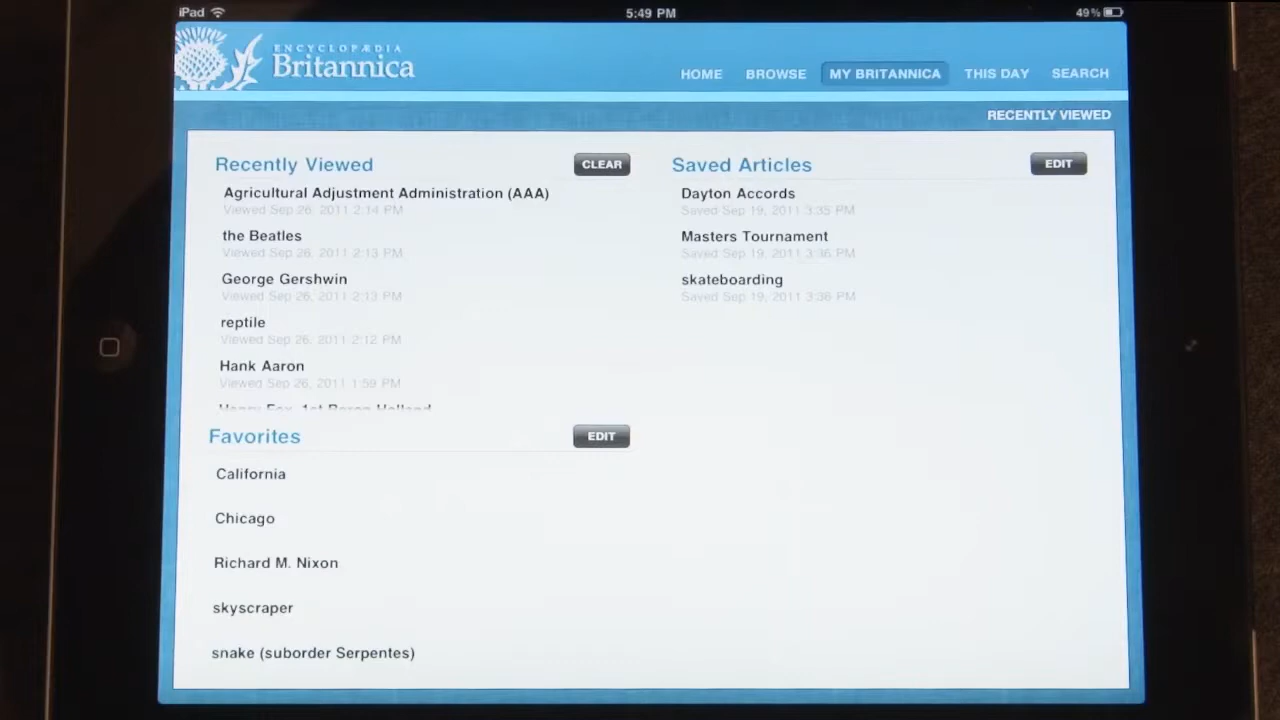 iPad
5:49 PM
49%
ENCYCLOPÆDIA
Britannica
HOME
BROWSE
MY BRITANNICA
THIS DAY
SEARCH
RECENTLY VIEWED
Recently Viewed
CLEAR
Agricultural Adjustment Administration (AAA)
Viewed Sep 26, 2011 2:14 PM
the Beatles
Viewed Sep 26, 2011 2:13 PM
George Gershwin
Viewed Sep 26, 2011 2:13 PM
reptile
Viewed Sep 26, 2011 2:12 PM
Hank Aaron
Viewed Sep 26, 2011 1:59 PM
Henry Fox, 1st Baron Holland
Saved Articles
EDIT
Dayton Accords
Saved Sep 19, 2011 3:35 PM
Masters Tournament
Saved Sep 19, 2011 3:36 PM
skateboarding
Saved Sep 19, 2011 3:36 PM
Favorites
EDIT
California
Chicago
Richard M. Nixon
skyscraper
snake (suborder Serpentes)